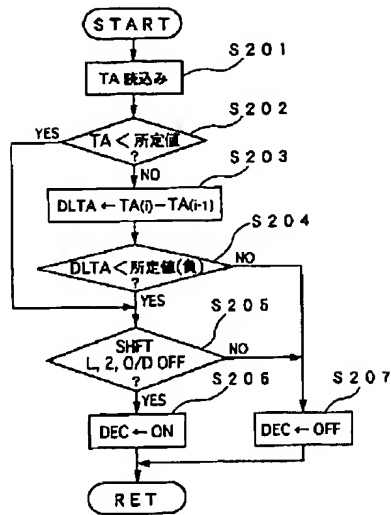 START
S201
TA 読込み
S202
YES
TA < 所定値
?
NO
S203
DLTA ← TA(i) − TA(i-1)
S204
DLTA < 所定値(負)
?
NO
YES
S205
SHFT
L, 2, O/D OFF
?
NO
YES
S206
S207
DEC ← ON
DEC ← OFF
RET